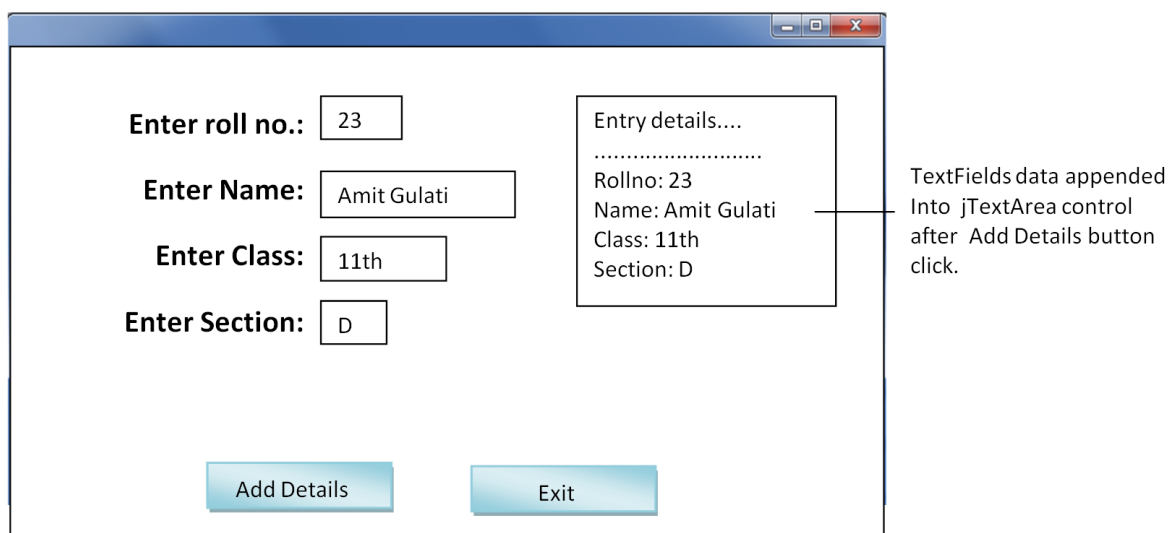 Enter roll no.: 23
Enter Name: Amit Gulati
Enter Class: 11th
Enter Section: D
Entry details....
..........................
Rollno: 23
Name: Amit Gulati
Class: 11th
Section: D
TextFields data appended
Into jTextArea control
after Add Details button
click.
Add Details
Exit